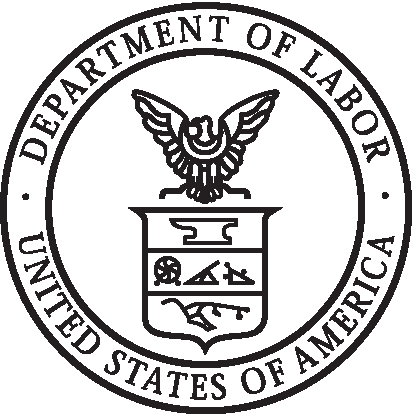 DEPARTMENT OF LABOR
UNITED STATES OF AMERICA